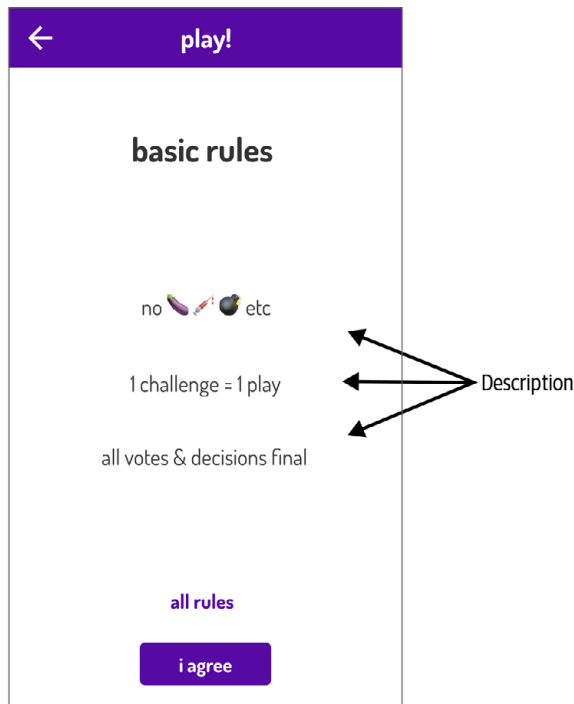 play!
basic rules
no 🍆💉💣 etc
1 challenge = 1 play
Description
all votes & decisions final
all rules
i agree